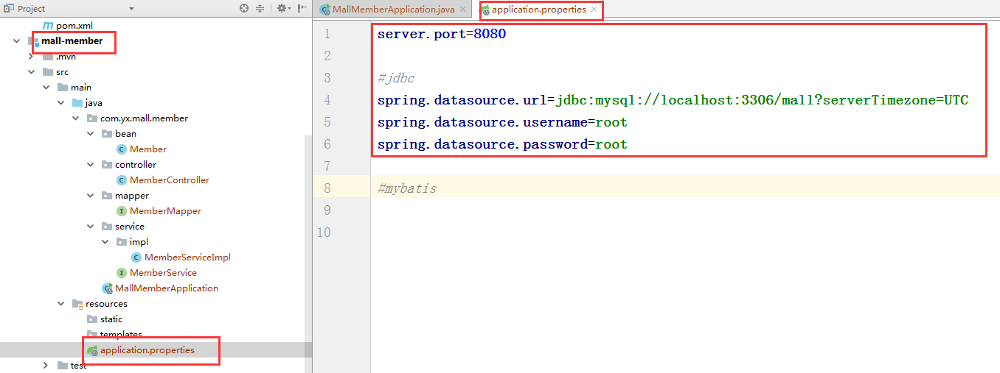 Project
pom.xml
mall-member
.mvn
src
main
java
com.yx.mall.member
bean
Member
controller
MemberController
mapper
MemberMapper
service
impl
MemberServiceImpl
MemberService
MallMemberApplication
resources
static
templates
application.properties
test
MallMemberApplication.java
application.properties
1 server.port=8080
2
3 #jdbc
4 spring.datasource.url=jdbc:mysql://localhost:3306/mall?serverTimezone=UTC
5 spring.datasource.username=root
6 spring.datasource.password=root
7
8 #mybatis
9
10